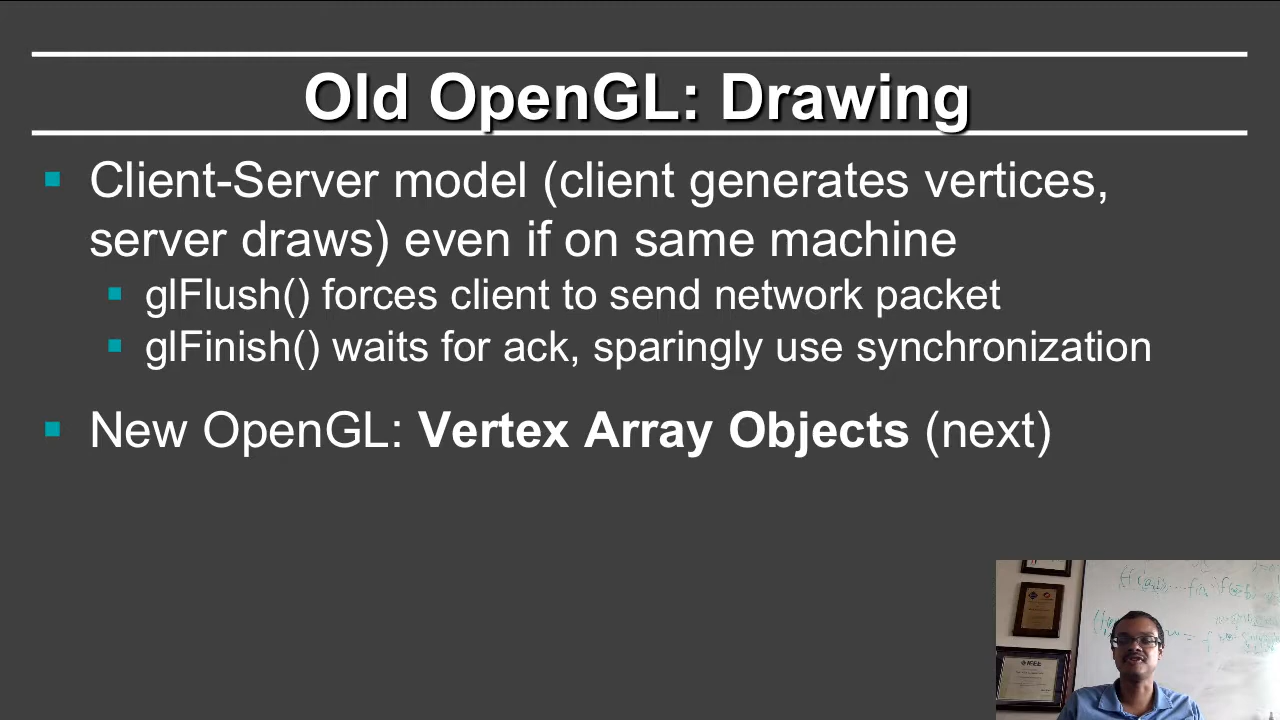 Old OpenGL: Drawing
Client-Server model (client generates vertices,
server draws) even if on same machine
glFlush() forces client to send network packet
glFinish() waits for ack, sparingly use synchronization
New OpenGL: Vertex Array Objects (next)
IEEE